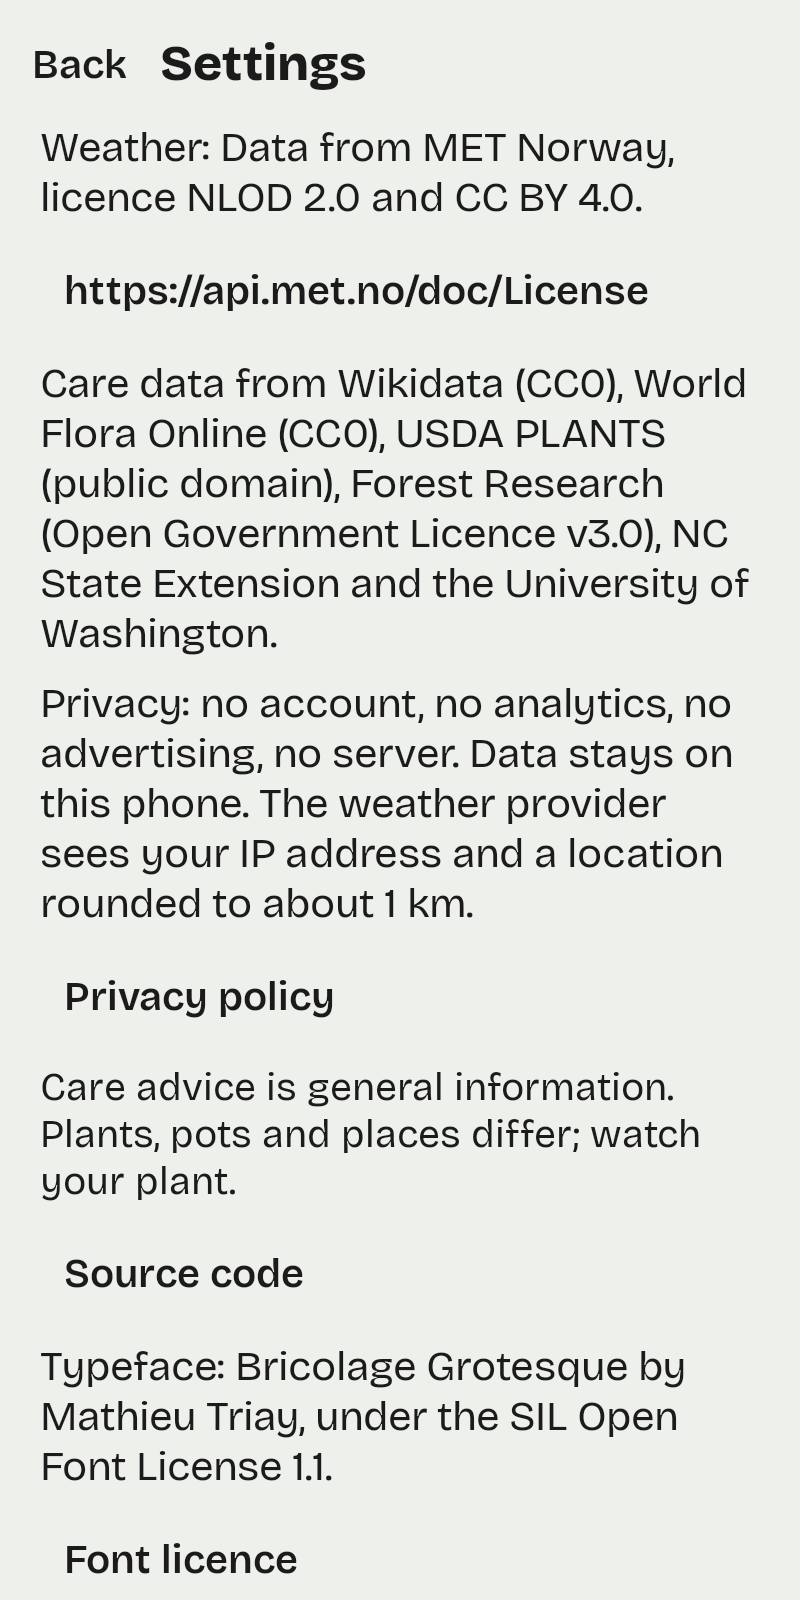 Back Settings
Weather: Data from MET Norway,
licence NLOD 2.0 and CC BY 4.0.
https://api.met.no/doc/License
Care data from Wikidata (CC0), World
Flora Online (CC0), USDA PLANTS
(public domain), Forest Research
(Open Government Licence v3.0), NC
State Extension and the University of
Washington.
Privacy: no account, no analytics, no
advertising, no server. Data stays on
this phone. The weather provider
sees your IP address and a location
rounded to about 1 km.
Privacy policy
Care advice is general information.
Plants, pots and places differ; watch
your plant.
Source code
Typeface: Bricolage Grotesque by
Mathieu Triay, under the SIL Open
Font License 1.1.
Font licence